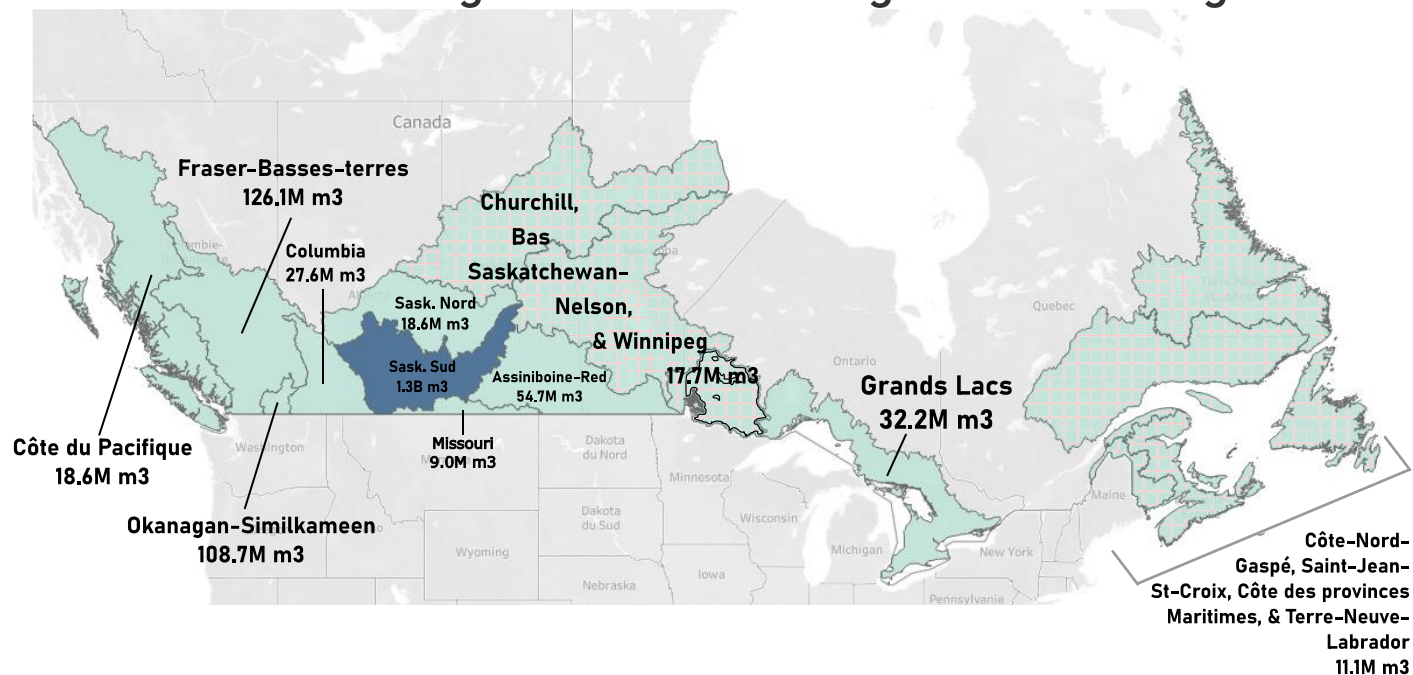 Canada
Fraser-Basses-terres
126.1M m3
Columbia
27.6M m3
Churchill,
Bas
Saskatchewan-
Nelson,
& Winnipeg
17.7M m3
Sask. Nord
18.6M m3
Sask. Sud
1.3B m3
Assiniboine-Red
54.7M m3
Missouri
9.0M m3
Côte du Pacifique
18.6M m3
Okanagan-Similkameen
108.7M m3
Ontario
Quebec
Grands Lacs
32.2M m3
Washington
Dakota
du Nord
Minnesota
Dakota
du Sud
Wisconsin
Michigan
Wyoming
Iowa
Nebraska
New York
Pennsylvanie
Maine
Côte-Nord-
Gaspé, Saint-Jean-
St-Croix, Côte des provinces
Maritimes, & Terre-Neuve-
Labrador
11.1M m3